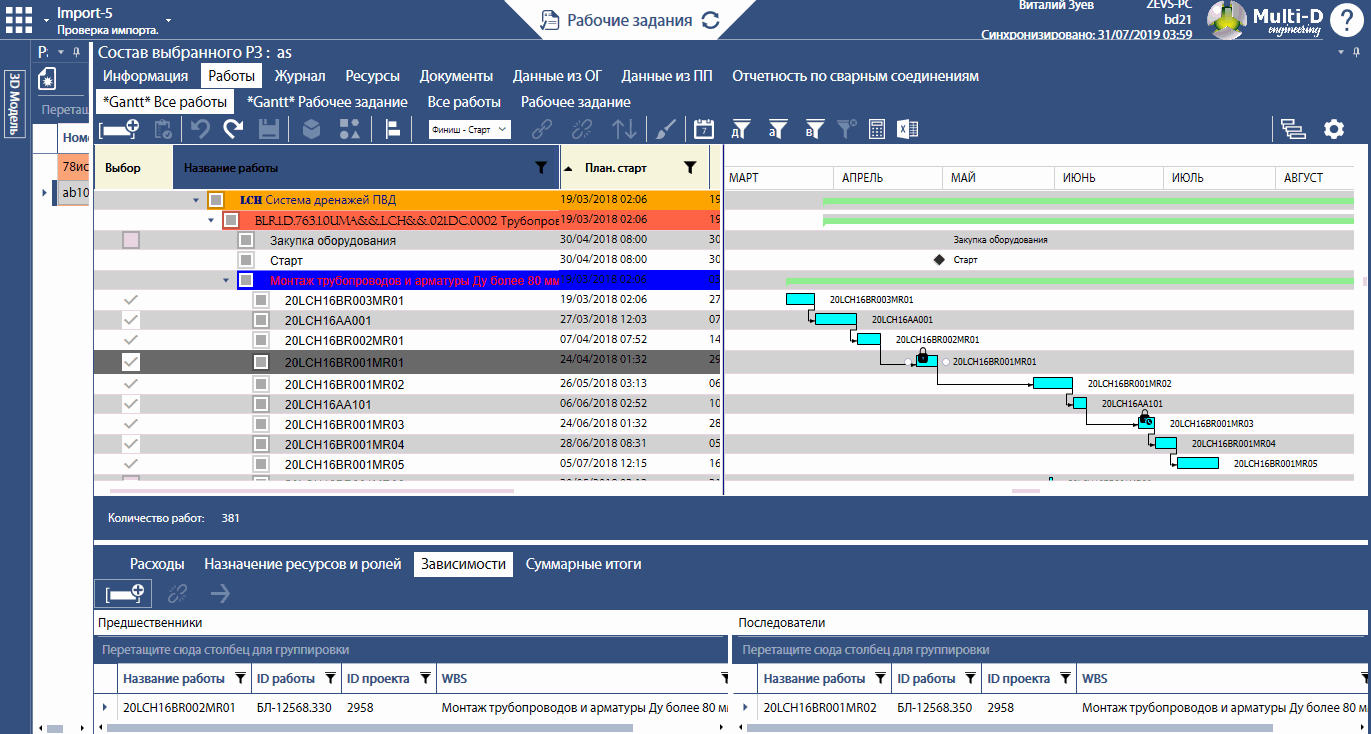 Import-5
Проверка импорта.
Рабочие задания
Виталий Зуев
ZEVS-PC
bd21
Синхронизировано: 31/07/2019 03:59
Multi-D
engineering
?
3D Модель
Состав выбранного РЗ : as
Информация Работы Журнал Ресурсы Документы Данные из ОГ Данные из ПП Отчетность по сварным соединениям
*Gantt* Все работы *Gantt* Рабочее задание Все работы Рабочее задание
Финиш - Старт
Перетащ
Номе
78ис
ab10
Выбор Название работы План. старт
МАРТ АПРЕЛЬ МАЙ ИЮНЬ ИЮЛЬ АВГУСТ
LCH Система дренажей ПВД 19/03/2018 02:06 19
BLR1.D.763.10UMA&&.LCH&&.021.DC.0002 Трубопров 19/03/2018 02:06 19
Закупка оборудования 30/04/2018 08:00 30 Закупка оборудования
Старт 30/04/2018 08:00 30 Старт
Монтаж трубопроводов и арматуры Ду более 80 мм 19/03/2018 02:06
20LCH16BR003MR01 19/03/2018 02:06 27 20LCH16BR003MR01
20LCH16AA001 27/03/2018 12:03 07 20LCH16AA001
20LCH16BR002MR01 07/04/2018 07:52 14 20LCH16BR002MR01
20LCH16BR001MR01 24/04/2018 01:32 29 20LCH16BR001MR01
20LCH16BR001MR02 26/05/2018 03:13 06 20LCH16BR001MR02
20LCH16AA101 06/06/2018 02:52 10 20LCH16AA101
20LCH16BR001MR03 24/06/2018 01:32 28 20LCH16BR001MR03
20LCH16BR001MR04 28/06/2018 08:31 05 20LCH16BR001MR04
20LCH16BR001MR05 05/07/2018 12:15 16 20LCH16BR001MR05
Количество работ: 381
Расходы Назначение ресурсов и ролей Зависимости Суммарные итоги
Предшественники
Перетащите сюда столбец для группировки
Название работы ID работы ID проекта WBS
20LCH16BR002MR01 БЛ-12568.330 2958 Монтаж трубопроводов и арматуры Ду более 80 м
Последователи
Перетащите сюда столбец для группировки
Название работы ID работы ID проекта WBS
20LCH16BR001MR02 БЛ-12568.350 2958 Монтаж трубопроводов и арматуры Ду более 80 м